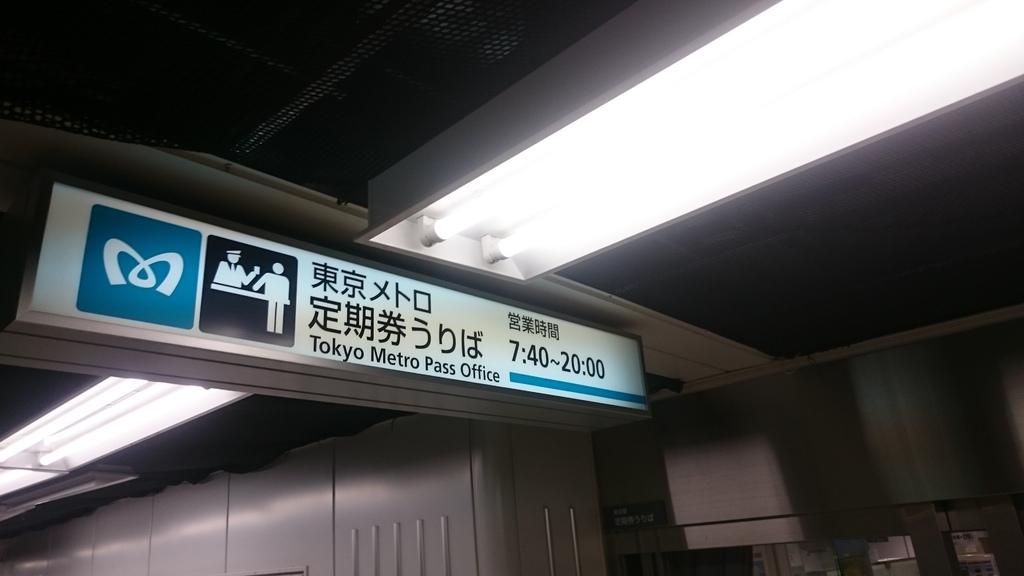 東京メトロ
定期券うりば
Tokyo Metro Pass Office
営業時間
7:40~20:00
定期券うりば